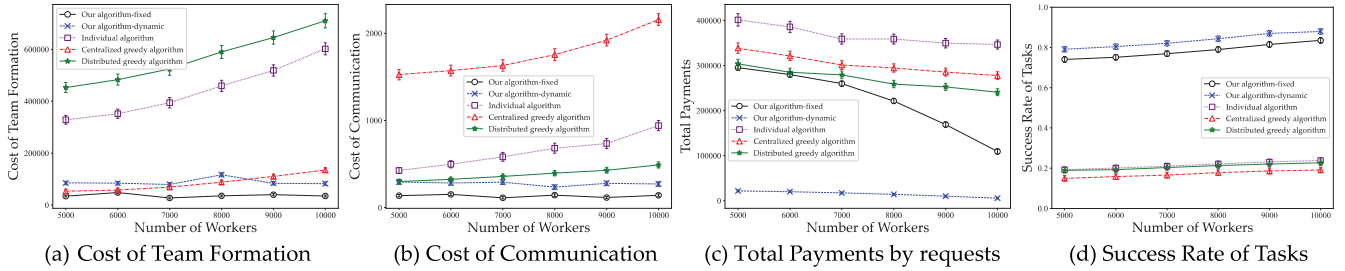 Cost of Team Formation
600000
400000
200000
0
Our algorithm-fixed
Our algorithm-dynamic
Individual algorithm
Centralized greedy algorithm
Distributed greedy algorithm
5000 6000 7000 8000 9000 10000
Number of Workers
(a) Cost of Team Formation
Cost of Communication
2000
1000
0
Our algorithm-fixed
Our algorithm-dynamic
Individual algorithm
Centralized greedy algorithm
Distributed greedy algorithm
5000 6000 7000 8000 9000 10000
Number of Workers
(b) Cost of Communication
Total Payments
400000
300000
200000
100000
0
Our algorithm-fixed
Our algorithm-dynamic
Individual algorithm
Centralized greedy algorithm
Distributed greedy algorithm
5000 6000 7000 8000 9000 10000
Number of Workers
(c) Total Payments by requests
Success Rate of Tasks
1.0
0.8
0.6
0.4
0.2
0.0
Our algorithm-fixed
Our algorithm-dynamic
Individual algorithm
Centralized greedy algorithm
Distributed greedy algorithm
5000 6000 7000 8000 9000 10000
Number of Workers
(d) Success Rate of Tasks